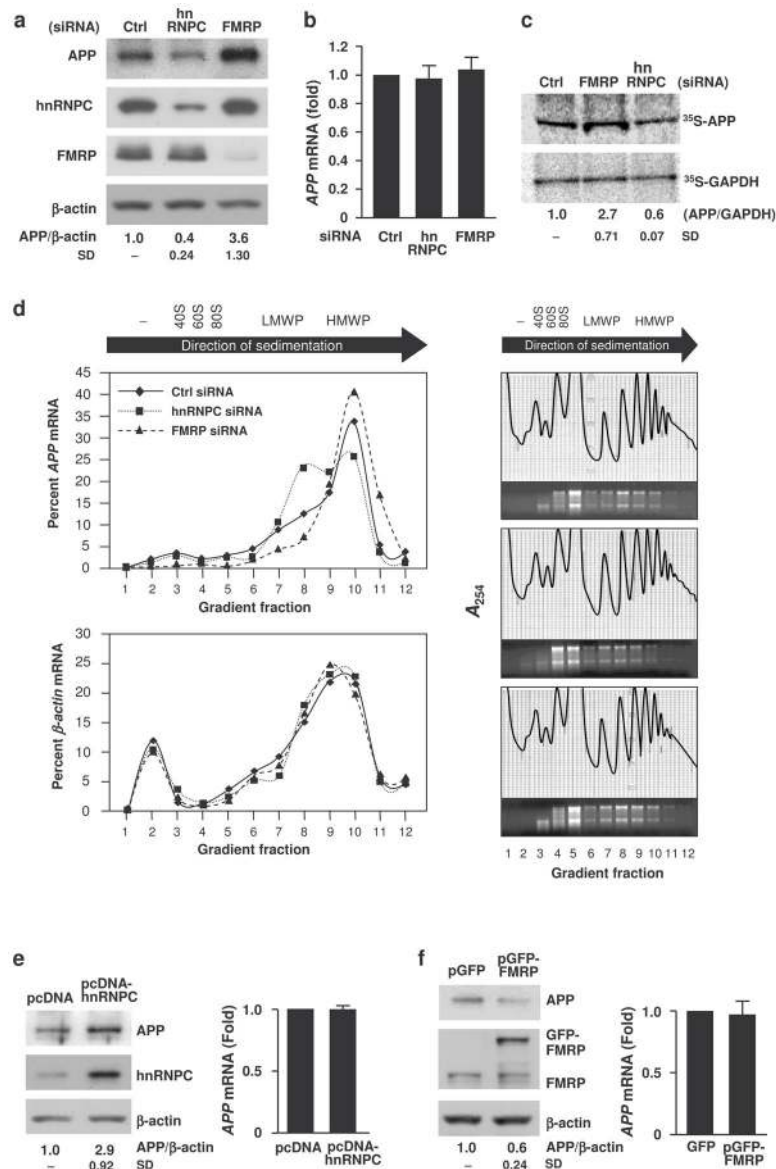 a
(siRNA) Ctrl hn RNPC FMRP
APP
hnRNPC
FMRP
β-actin
APP/β-actin 1.0 0.4 3.6
SD – 0.24 1.30
b
APP mRNA (fold)
1.4
1.2
1.0
0.8
0.6
0.4
0.2
0
siRNA Ctrl hn RNPC FMRP
c
Ctrl FMRP hn RNPC (siRNA)
³⁵S-APP
³⁵S-GAPDH
1.0 2.7 0.6 (APP/GAPDH)
– 0.71 0.07 SD
d
– 40S 60S 80S LMWP HMWP
Direction of sedimentation
Percent APP mRNA
45
40
35
30
25
20
15
10
5
0
Ctrl siRNA
hnRNPC siRNA
FMRP siRNA
1 2 3 4 5 6 7 8 9 10 11 12
Gradient fraction
Percent β-actin mRNA
30
25
20
15
10
5
0
1 2 3 4 5 6 7 8 9 10 11 12
Gradient fraction
– 40S 60S 80S LMWP HMWP
Direction of sedimentation
A254
1 2 3 4 5 6 7 8 9 10 11 12
Gradient fraction
e
pcDNA pcDNA-hnRNPC
APP
hnRNPC
β-actin
1.0 2.9 APP/β-actin
– 0.92 SD
APP mRNA (Fold)
1.0
0.5
0
pcDNA pcDNA-hnRNPC
f
pGFP pGFP-FMRP
APP
GFP-FMRP
FMRP
β-actin
1.0 0.6 APP/β-actin
– 0.24 SD
APP mRNA (Fold)
1.0
0.5
0
GFP pGFP-FMRP